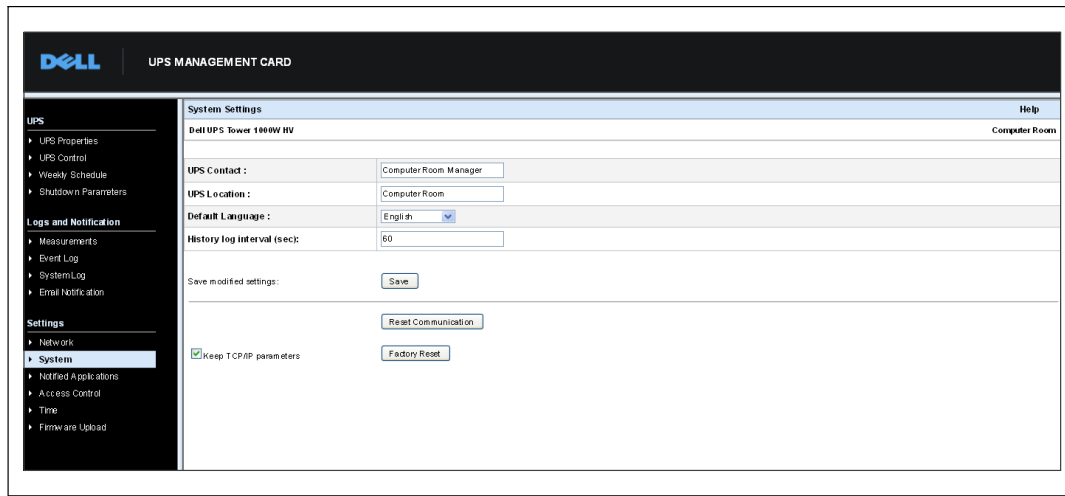 DELL
UPS MANAGEMENT CARD
UPS
UPS Properties
UPS Control
Weekly Schedule
Shutdown Parameters
Logs and Notification
Measurements
Event Log
System Log
Email Notification
Settings
Network
System
Notified Applications
Access Control
Time
Firmware Upload
System Settings Help
Dell UPS Tower 1000W HV Computer Room
UPS Contact : Computer Room Manager
UPS Location : Computer Room
Default Language : English
History log interval (sec): 60
Save modified settings: Save
Reset Communication
Keep TCP/IP parameters Factory Reset